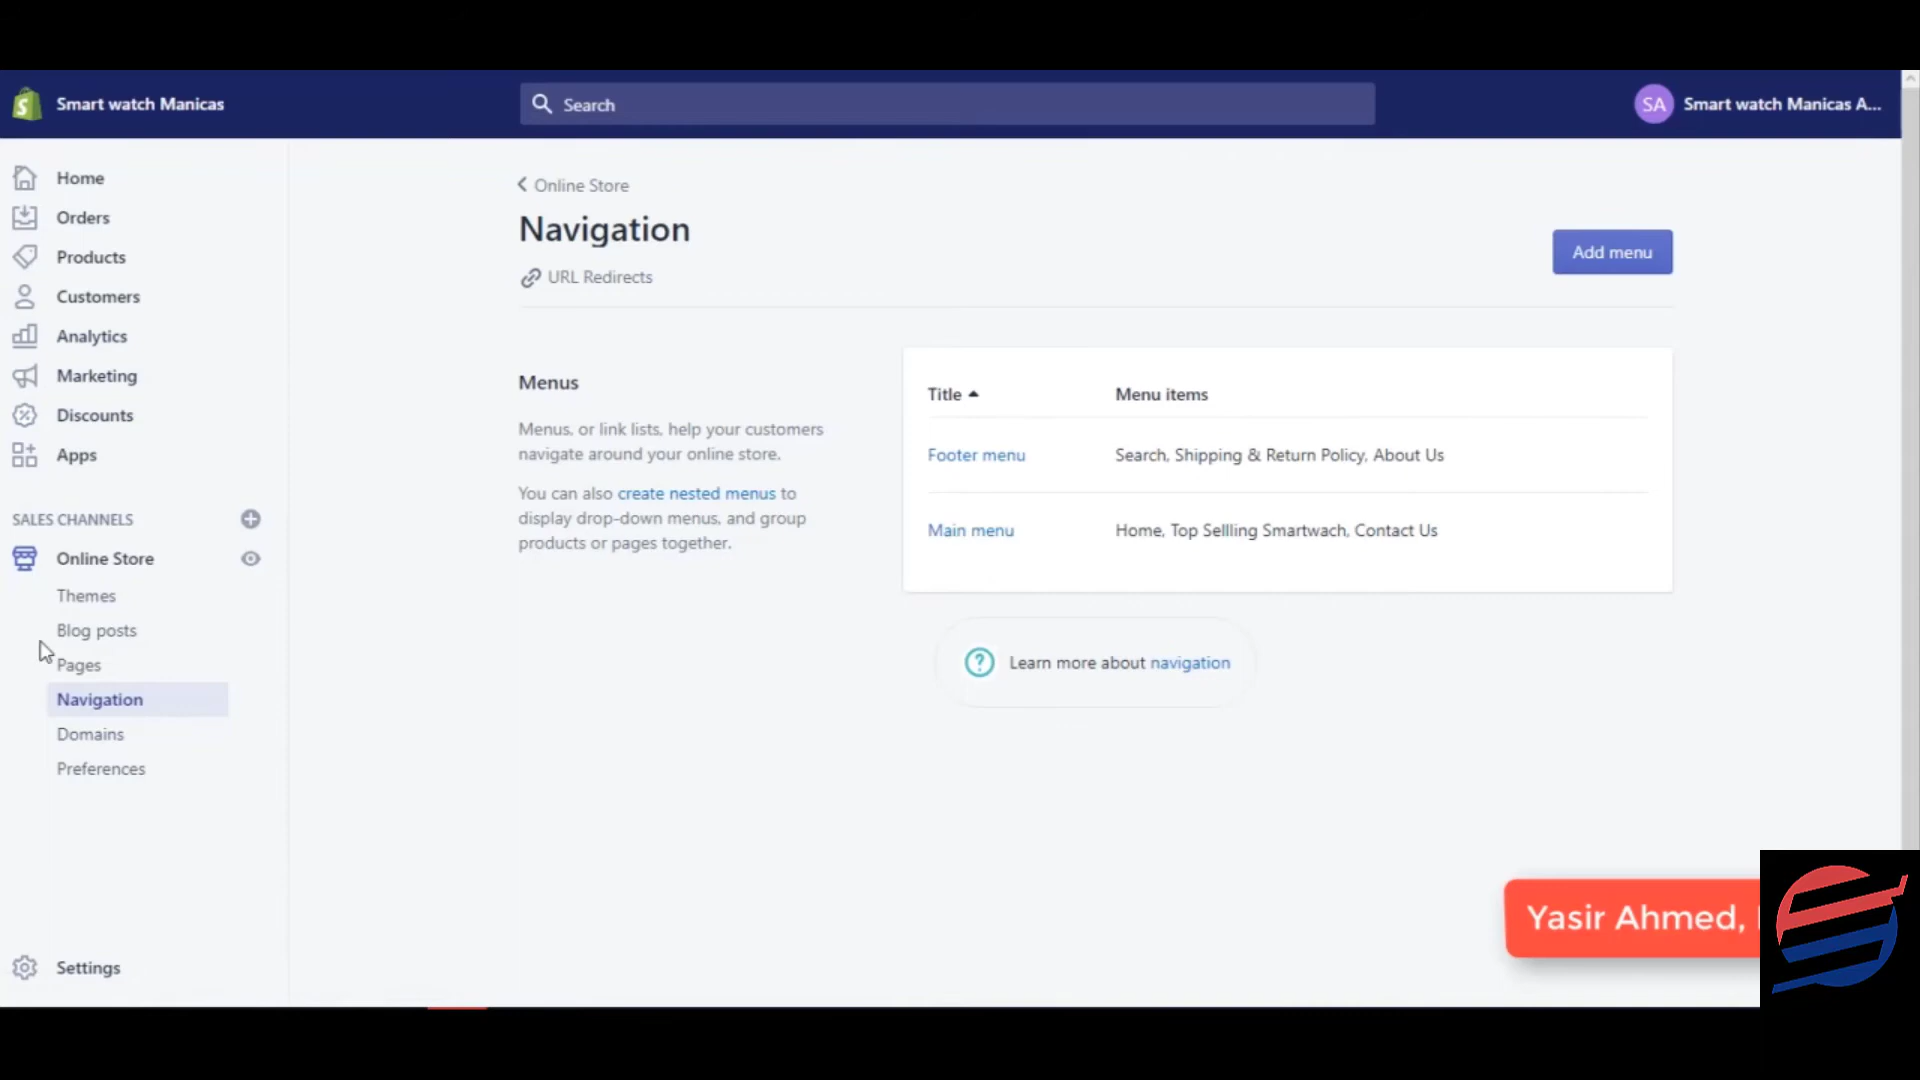 Smart watch Manicas
Search
SA
Smart watch Manicas A...
Home
Orders
Products
Customers
Analytics
Marketing
Discounts
Apps
SALES CHANNELS
Online Store
Themes
Blog posts
Pages
Navigation
Domains
Preferences
Settings
Online Store
Navigation
URL Redirects
Add menu
Menus
Menus, or link lists, help your customers
navigate around your online store.
You can also create nested menus to
display drop-down menus, and group
products or pages together.
Title
Menu items
Footer menu
Search, Shipping & Return Policy, About Us
Main menu
Home, Top Sellling Smartwach, Contact Us
Learn more about navigation
Yasir Ahmed,